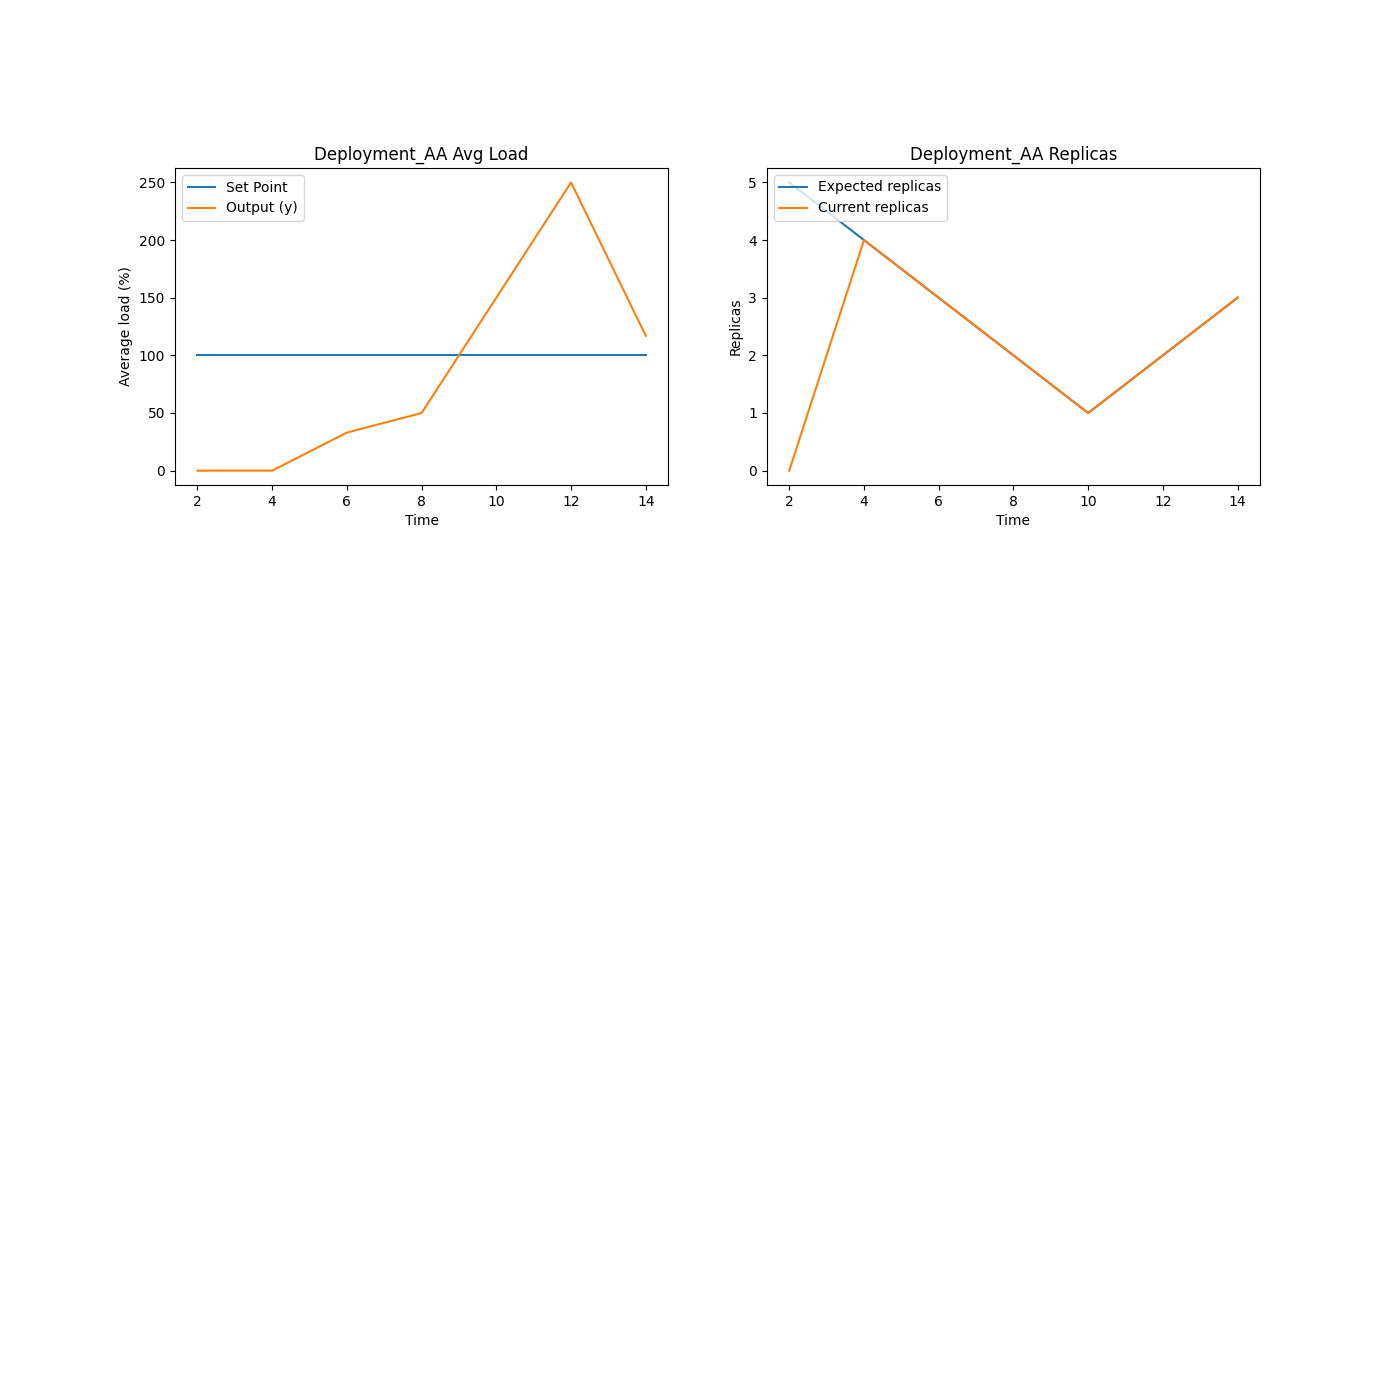 Deployment_AA Avg Load
Set Point
Output (y)
250
200
150
100
50
0
Average load (%)
2 4 6 8 10 12 14
Time
Deployment_AA Replicas
Expected replicas
Current replicas
5
4
3
2
1
0
Replicas
2 4 6 8 10 12 14
Time